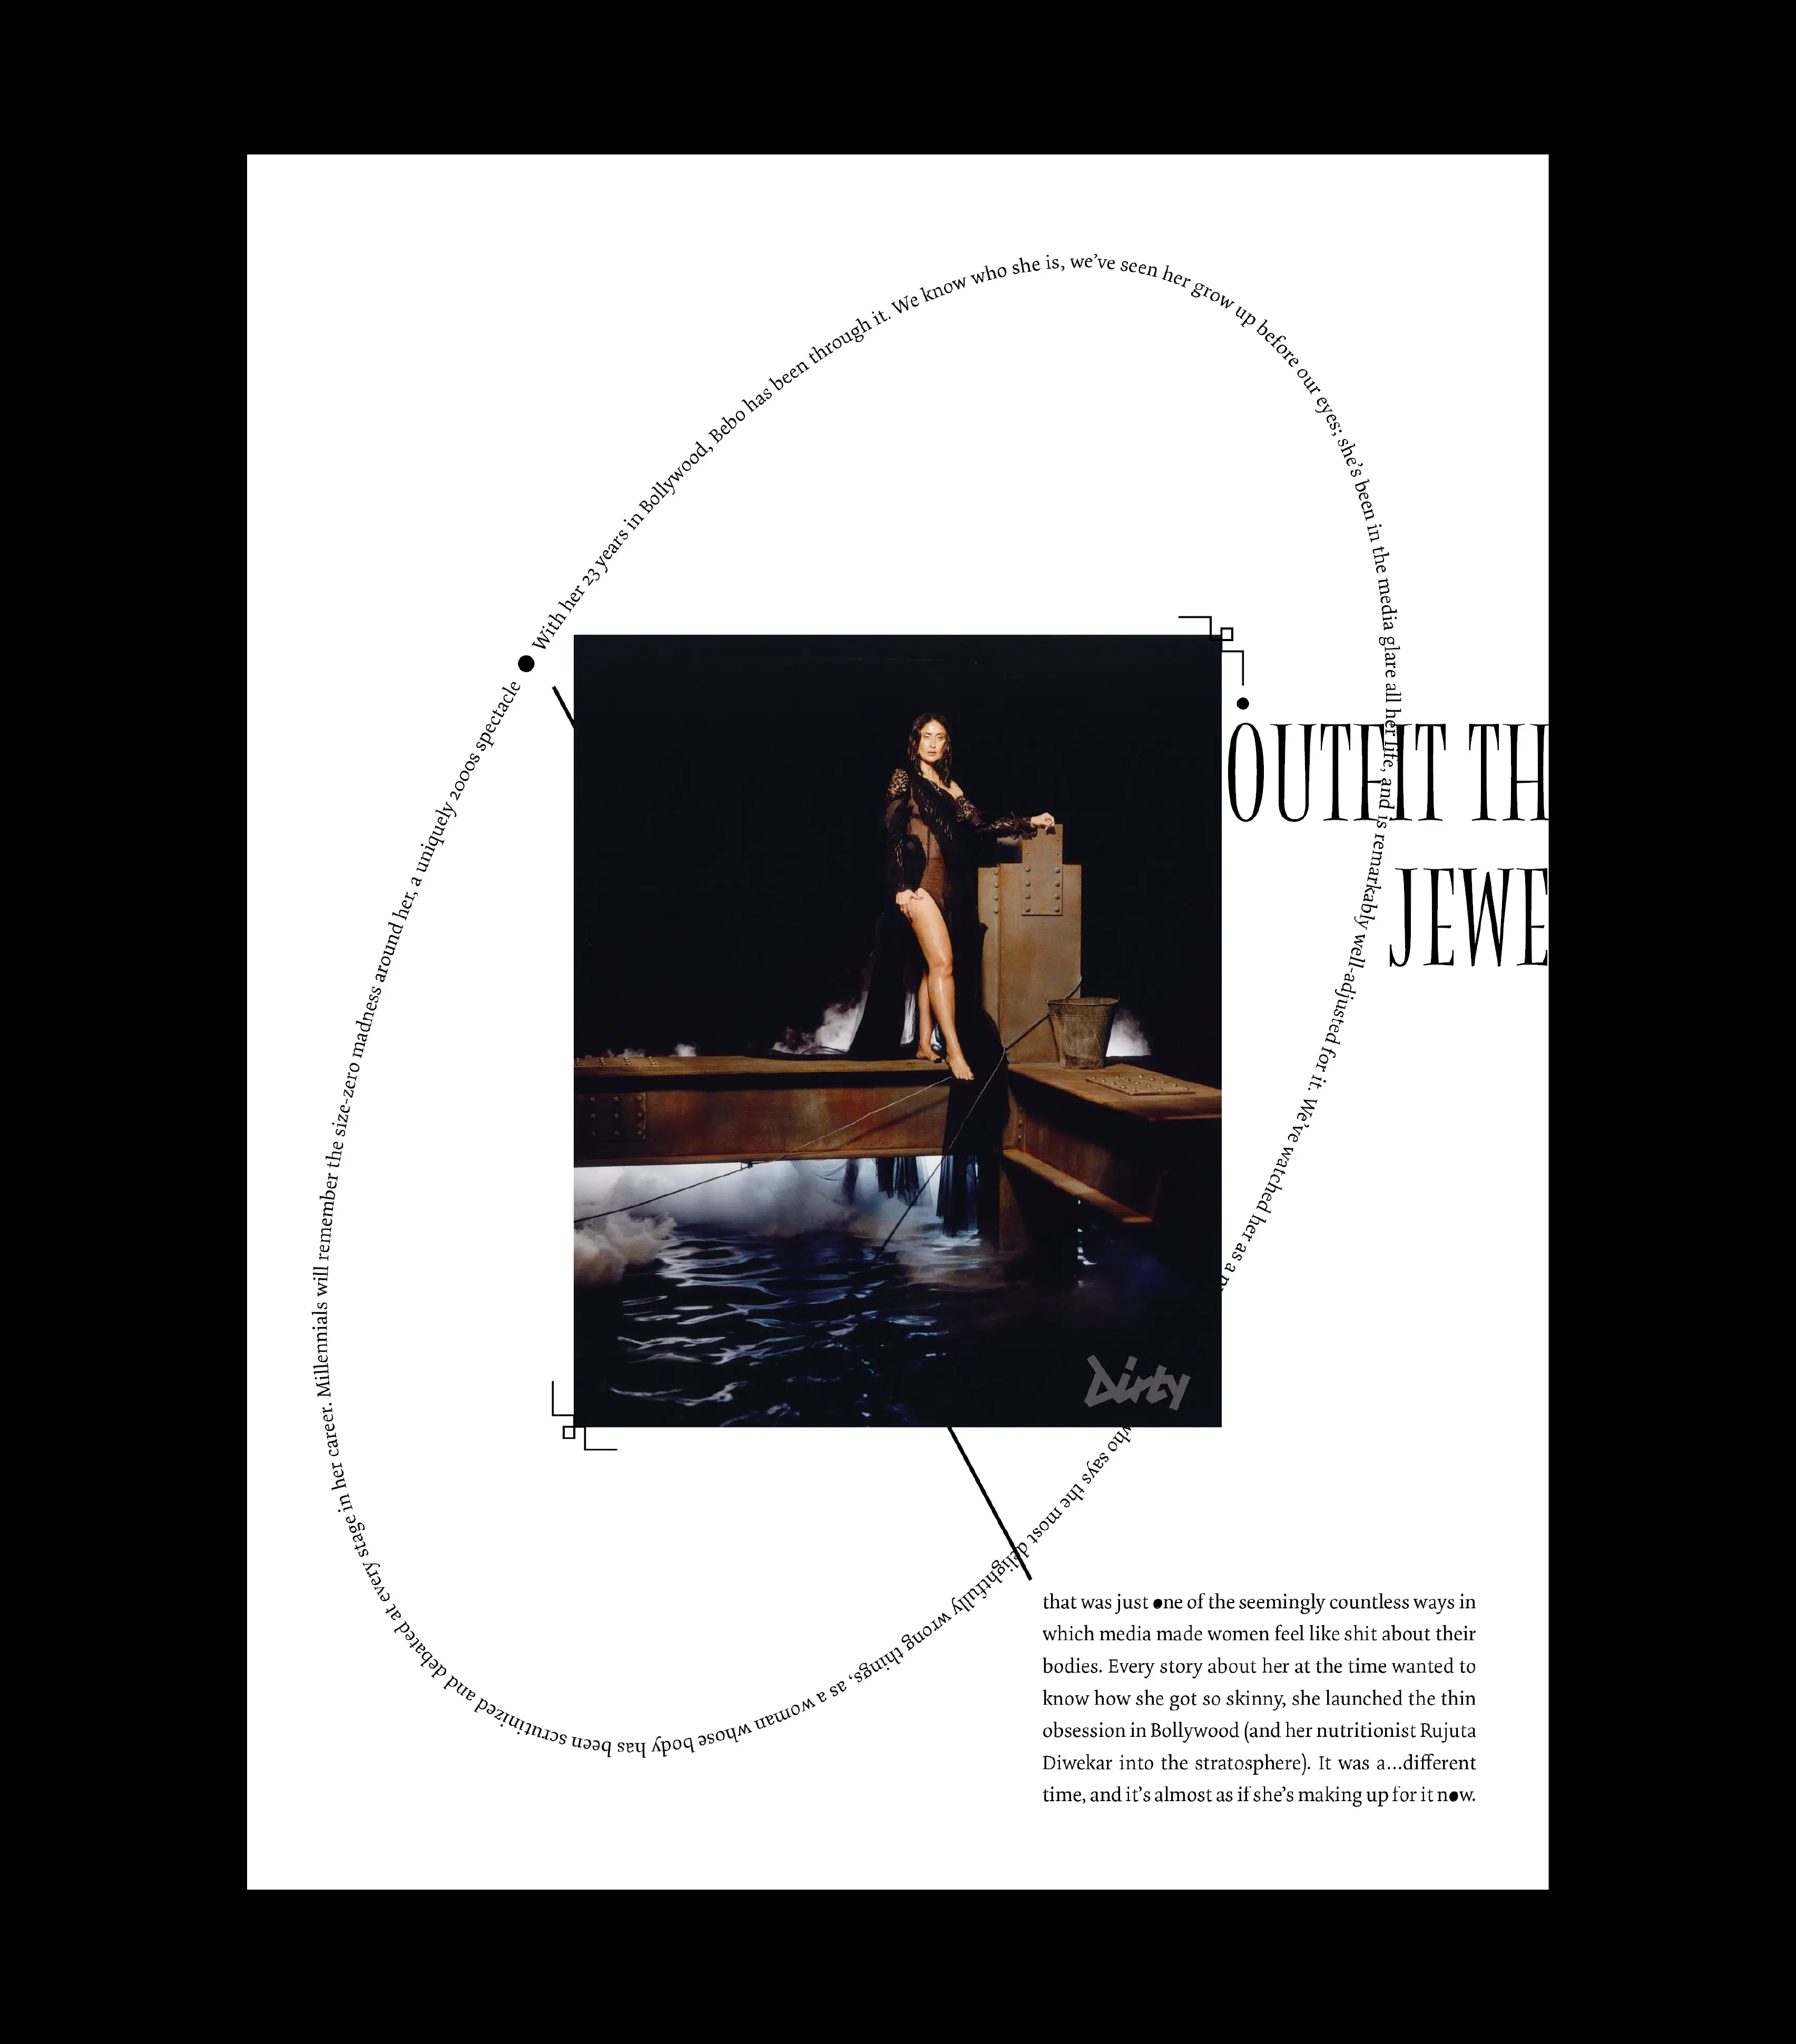 With her 23 years in Bollywood, Bebo has been through it. We know who she is, we've seen her grow up before our eyes; she's been in the media glare all her life, and is remarkably well-adjusted for it. We've watched her as a
who says the most delightfully wrong things, as a woman whose body has been scrutinized and debated at every stage in her career. Millennials will remember the size-zero madness around her, a uniquely 2000s spectacle
OUTFIT TH
JEWE
Dirty
that was just one of the seemingly countless ways in
which media made women feel like shit about their
bodies. Every story about her at the time wanted to
know how she got so skinny, she launched the thin
obsession in Bollywood (and her nutritionist Rujuta
Diwekar into the stratosphere). It was a...different
time, and it's almost as if she's making up for it now.